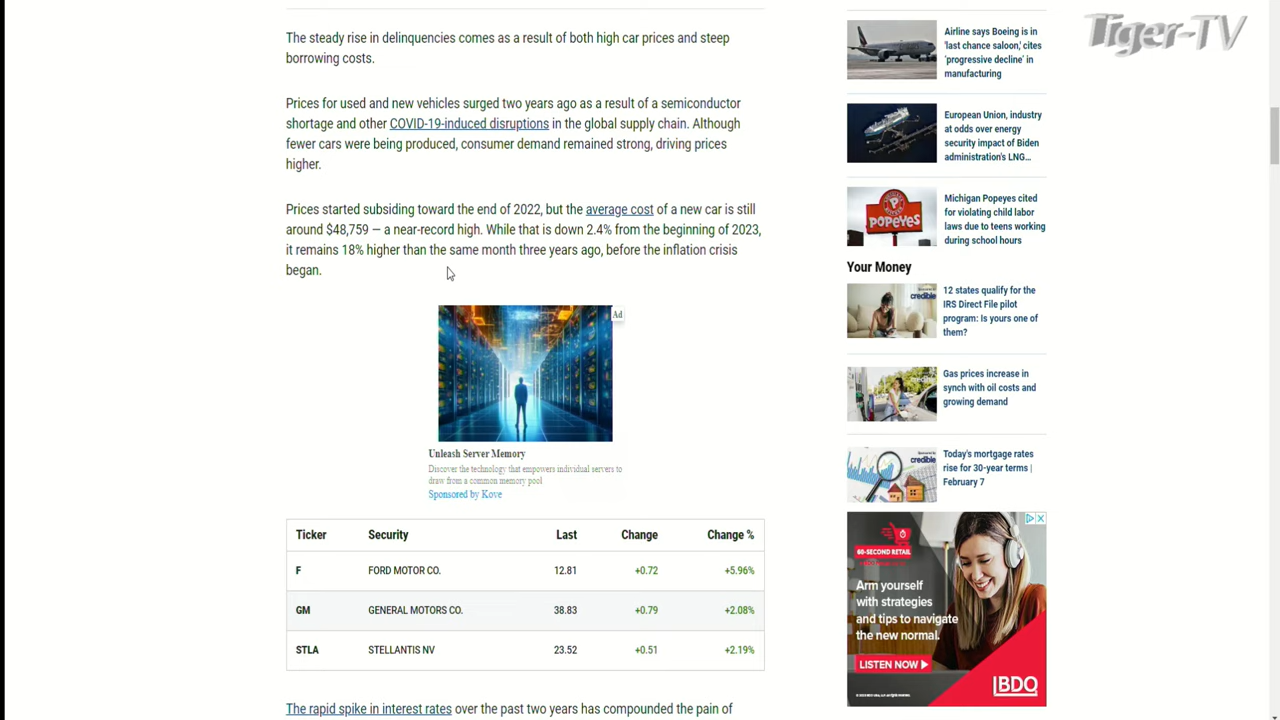 Tiger-TV
The steady rise in delinquencies comes as a result of both high car prices and steep
borrowing costs.
Prices for used and new vehicles surged two years ago as a result of a semiconductor
shortage and other COVID-19-induced disruptions in the global supply chain. Although
fewer cars were being produced, consumer demand remained strong, driving prices
higher.
Prices started subsiding toward the end of 2022, but the average cost of a new car is still
around $48,759 — a near-record high. While that is down 2.4% from the beginning of 2023,
it remains 18% higher than the same month three years ago, before the inflation crisis
began.
Ad
Unleash Server Memory
Discover the technology that empowers individual servers to
draw from a common memory pool
Sponsored by Kove
Ticker Security Last Change Change %
F FORD MOTOR CO. 12.81 +0.72 +5.96%
GM GENERAL MOTORS CO. 38.83 +0.79 +2.08%
STLA STELLANTIS NV 23.52 +0.51 +2.19%
The rapid spike in interest rates over the past two years has compounded the pain of
Airline says Boeing is in
'last chance saloon,' cites
'progressive decline' in
manufacturing
European Union, industry
at odds over energy
security impact of Biden
administration's LNG...
POPEYES
Michigan Popeyes cited
for violating child labor
laws due to teens working
during school hours
Your Money
credible
12 states qualify for the
IRS Direct File pilot
program: Is yours one of
them?
credible
Gas prices increase in
synch with oil costs and
growing demand
credible
Today's mortgage rates
rise for 30-year terms |
February 7
60-SECOND RETAIL
Arm yourself
with strategies
and tips to navigate
the new normal.
LISTEN NOW
BDO